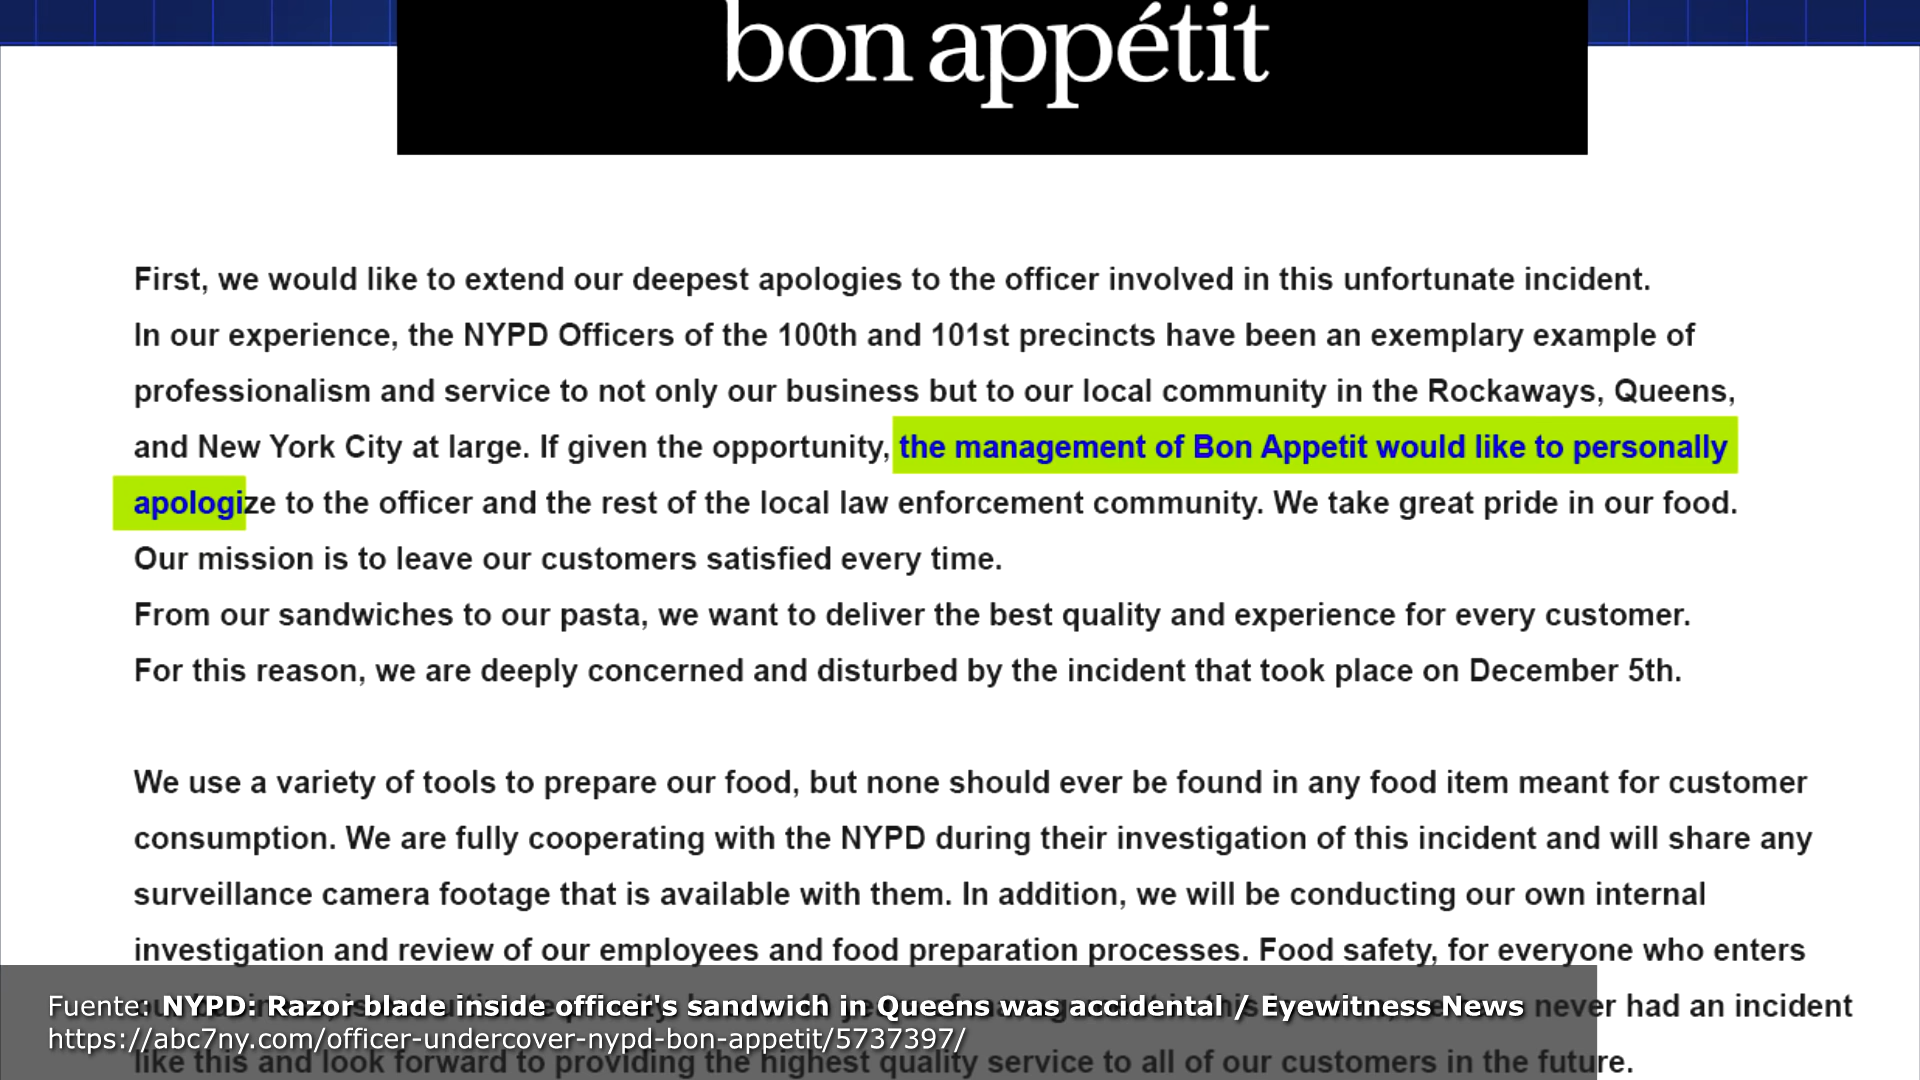 bon appétit
First, we would like to extend our deepest apologies to the officer involved in this unfortunate incident.
In our experience, the NYPD Officers of the 100th and 101st precincts have been an exemplary example of
professionalism and service to not only our business but to our local community in the Rockaways, Queens,
and New York City at large. If given the opportunity, the management of Bon Appetit would like to personally
apologize to the officer and the rest of the local law enforcement community. We take great pride in our food.
Our mission is to leave our customers satisfied every time.
From our sandwiches to our pasta, we want to deliver the best quality and experience for every customer.
For this reason, we are deeply concerned and disturbed by the incident that took place on December 5th.
We use a variety of tools to prepare our food, but none should ever be found in any food item meant for customer
consumption. We are fully cooperating with the NYPD during their investigation of this incident and will share any
surveillance camera footage that is available with them. In addition, we will be conducting our own internal
investigation and review of our employees and food preparation processes. Food safety, for everyone who enters
never had an incident
like this and look forward to providing the highest quality service to all of our customers in the future.
Fuente: NYPD: Razor blade inside officer's sandwich in Queens was accidental / Eyewitness News
https://abc7ny.com/officer-undercover-nypd-bon-appetit/5737397/